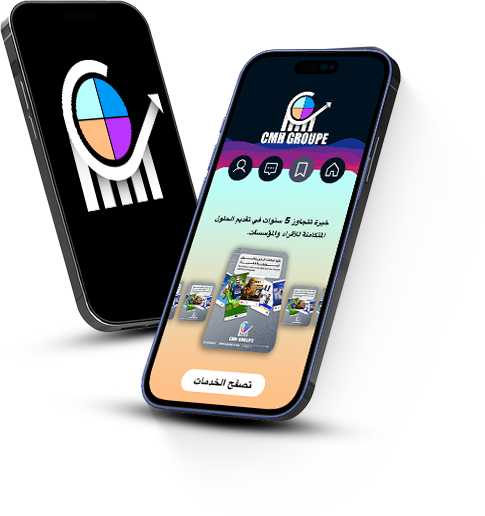 CMH GROUPE
خبرة تتجاوز 5 سنوات في تقديم الحلول
المتكاملة للأفراد والمؤسسات.
CMH GROUPE
تصفح الخدمات